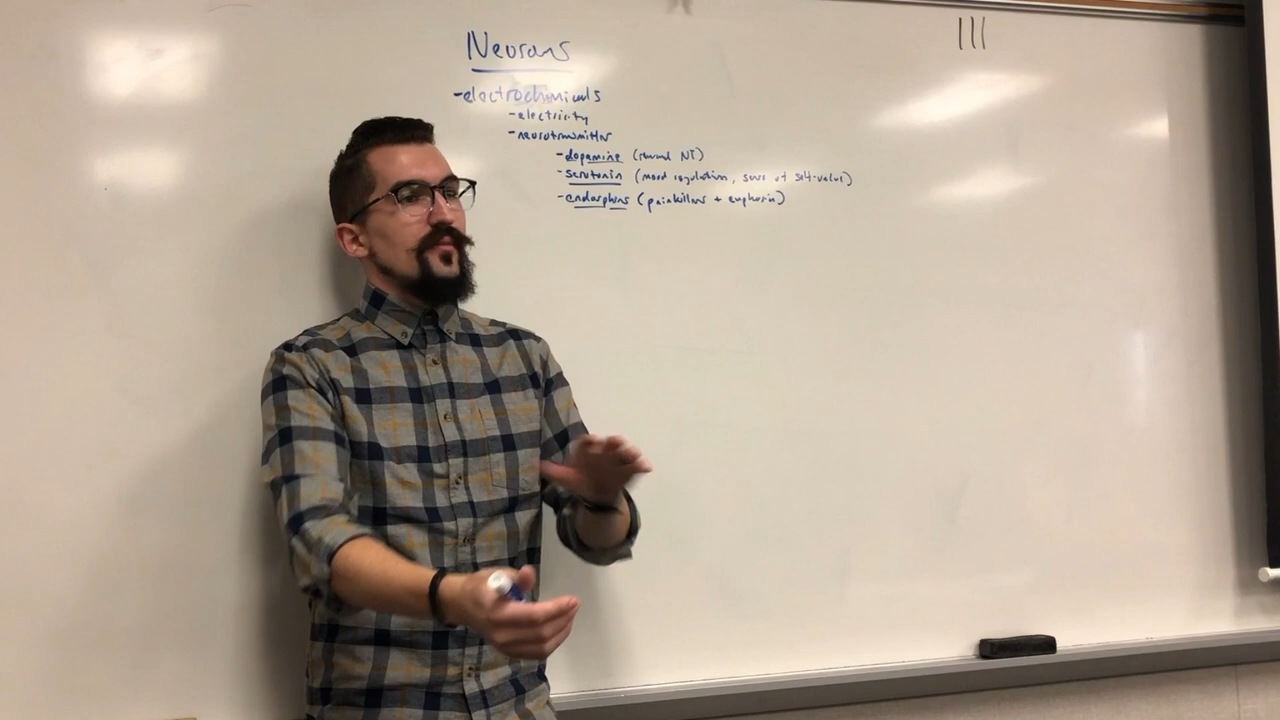 Neurons
-electrochemicals
-electricity
-neurotransmitter
-dopamine (reward NT)
-serotonin (mood regulation, sense of self-value)
-endorphins (painkillers + euphoria)
|||